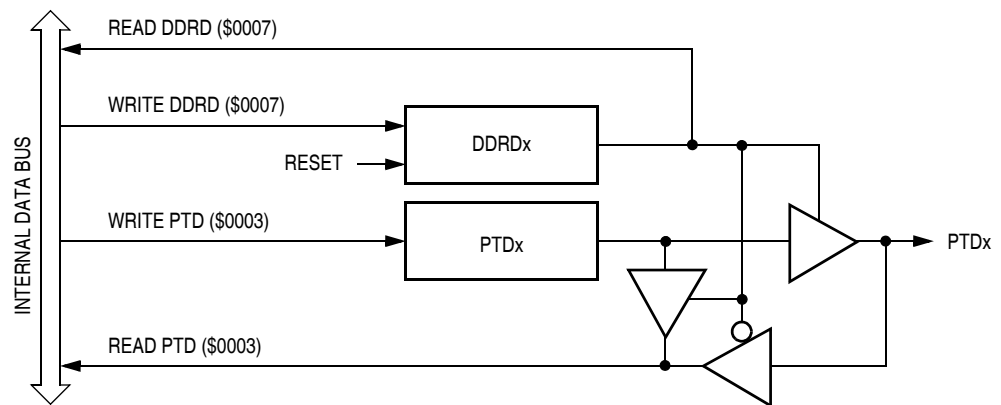 READ DDRD ($0007)
WRITE DDRD ($0007)
DDRDx
RESET
INTERNAL DATA BUS
WRITE PTD ($0003)
PTDx
PTDx
READ PTD ($0003)